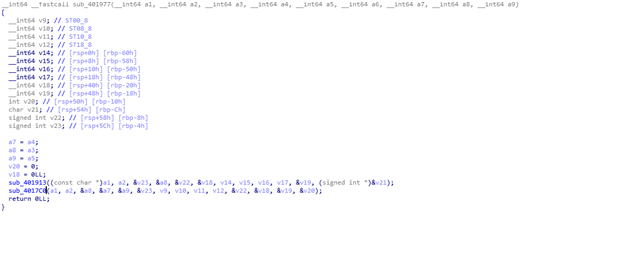 __int64 __fastcall sub_401977(__int64 a1, __int64 a2, __int64 a3, __int64 a4, __int64 a5, __int64 a6, __int64 a7, __int64 a8, __int64 a9)
{
__int64 v9; // ST00_8
__int64 v10; // ST08_8
__int64 v11; // ST10_8
__int64 v12; // ST18_8
__int64 v14; // [rsp+0h] [rbp-60h]
__int64 v15; // [rsp+8h] [rbp-58h]
__int64 v16; // [rsp+10h] [rbp-50h]
__int64 v17; // [rsp+18h] [rbp-48h]
__int64 v18; // [rsp+40h] [rbp-20h]
__int64 v19; // [rsp+48h] [rbp-18h]
int v20; // [rsp+50h] [rbp-10h]
char v21; // [rsp+54h] [rbp-Ch]
signed int v22; // [rsp+58h] [rbp-8h]
signed int v23; // [rsp+5Ch] [rbp-4h]
a7 = a4;
a8 = a3;
a9 = a5;
v20 = 0;
v18 = 0LL;
sub_401913((const char *)a1, a2, &v23, &a8, &v22, &v18, v14, v15, v16, v17, &v19, (signed int *)&v21);
sub_4017C0(a1, a2, &a8, &a7, &a9, &v23, v9, v10, v11, v12, &v22, &v18, &v19, &v20);
return 0LL;
}